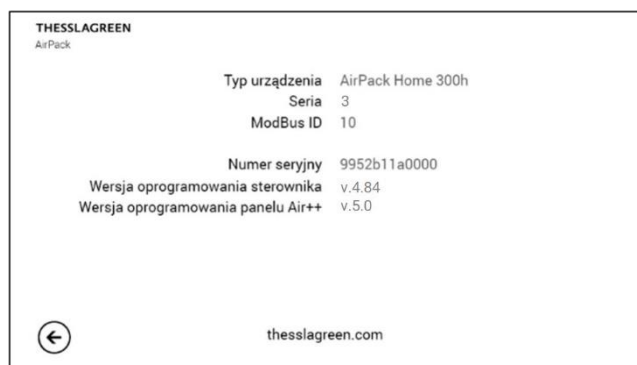 THESSLAGREEN
AirPack
Typ urządzenia AirPack Home 300h
Seria 3
ModBus ID 10
Numer seryjny 9952b11a0000
Wersja oprogramowania sterownika v.4.84
Wersja oprogramowania panelu Air++ v.5.0
thesslagreen.com